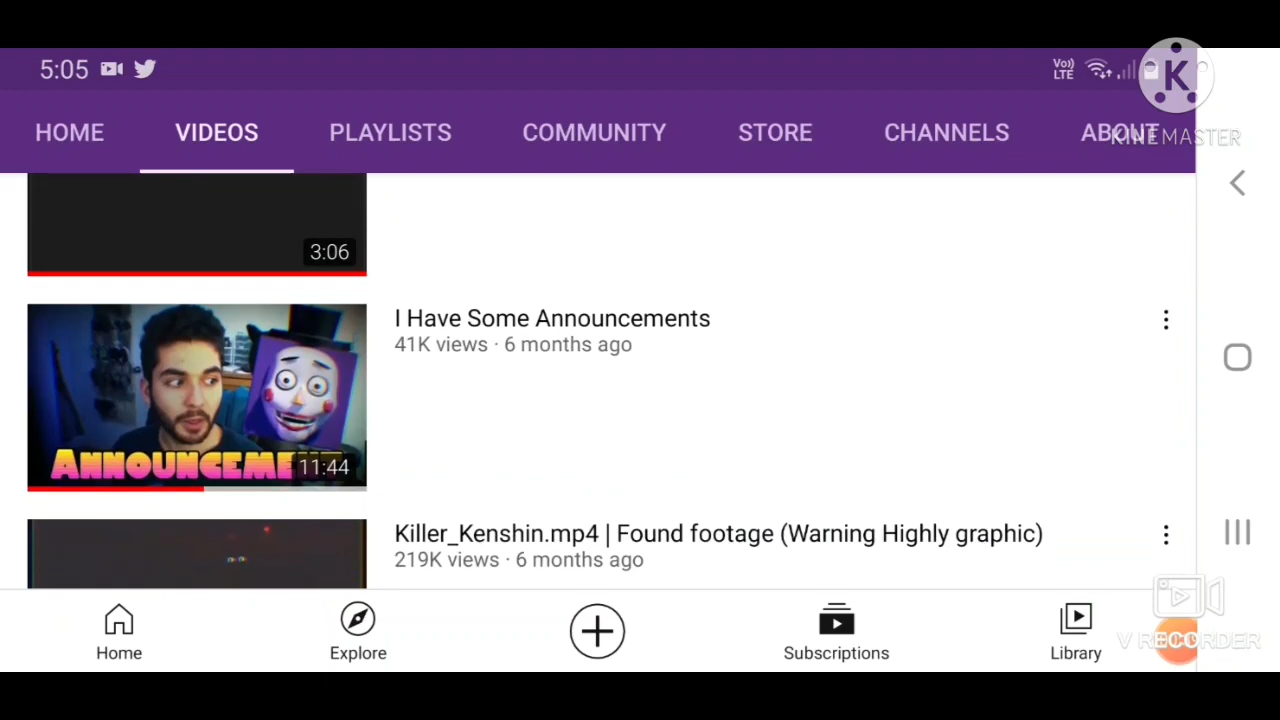 5:05
Vo)) LTE
K
KINEMASTER
HOME VIDEOS PLAYLISTS COMMUNITY STORE CHANNELS ABOUT
3:06
I Have Some Announcements
41K views · 6 months ago
11:44
Killer_Kenshin.mp4 | Found footage (Warning Highly graphic)
219K views · 6 months ago
Home Explore Subscriptions Library
V RECORDER